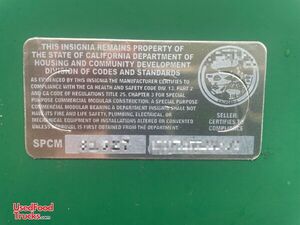 THIS INSIGNIA REMAINS PROPERTY OF
THE STATE OF CALIFORNIA DEPARTMENT OF
HOUSING AND COMMUNITY DEVELOPMENT
DIVISION OF CODES AND STANDARDS
AS EVIDENCED BY THIS INSIGNIA THE MANUFACTURER CERTIFIES TO
COMPLIANCE WITH THE CA HEALTH AND SAFETY CODE DIV. 13, PART 2
AND CA CODE OF REGULATIONS TITLE 25, CHAPTER 3 FOR SPECIAL
PURPOSE COMMERCIAL MODULAR CONSTRUCTION. A SPECIAL PURPOSE
COMMERCIAL MODULAR BEARING A DEPARTMENT INSIGNIA SHALL NOT
HAVE ITS FIRE AND LIFE SAFETY, PLUMBING, ELECTRICAL, OR
MECHANICAL EQUIPMENT OR INSTALLATIONS ALTERED OR CONVERTED
UNLESS APPROVAL IS FIRST OBTAINED FROM THE DEPARTMENT.
SELLER
CERTIFIES TO
COMPLIANCE
SPCM
UsedFood
Trucks.com